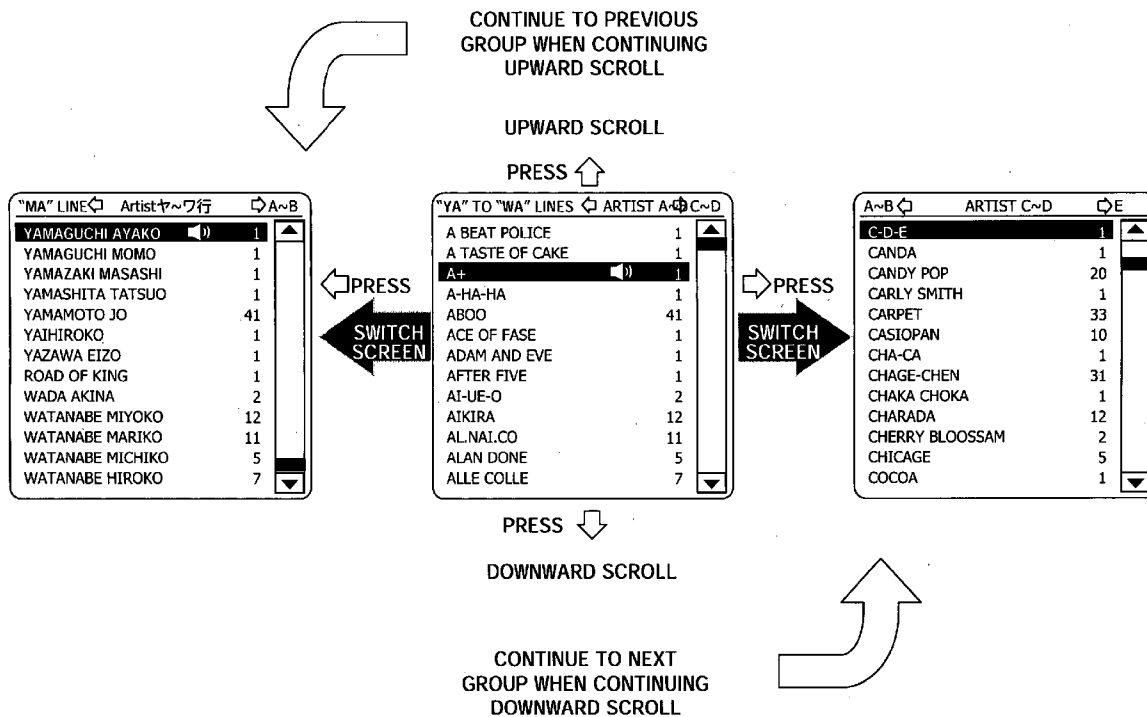 CONTINUE TO PREVIOUS
GROUP WHEN CONTINUING
UPWARD SCROLL
UPWARD SCROLL
PRESS
"MA" LINE Artistヤ~ワ行 A~B
YAMAGUCHI AYAKO 1
YAMAGUCHI MOMO 1
YAMAZAKI MASASHI 1
YAMASHITA TATSUO 1
YAMAMOTO JO 41
YAIHIROKO 1
YAZAWA EIZO 1
ROAD OF KING 1
WADA AKINA 2
WATANABE MIYOKO 12
WATANABE MARIKO 11
WATANABE MICHIKO 5
WATANABE HIROKO 7
PRESS
SWITCH
SCREEN
"YA" TO "WA" LINES ARTIST A~B C~D
A BEAT POLICE 1
A TASTE OF CAKE 1
A+ 1
A-HA-HA 1
ABOO 41
ACE OF FASE 1
ADAM AND EVE 1
AFTER FIVE 1
AI-UE-O 2
AIKIRA 12
AL.NAI.CO 11
ALAN DONE 5
ALLE COLLE 7
PRESS
SWITCH
SCREEN
A~B ARTIST C~D E
C-D-E 1
CANDA 1
CANDY POP 20
CARLY SMITH 1
CARPET 33
CASIOPAN 10
CHA-CA 1
CHAGE-CHEN 31
CHAKA CHOKA 1
CHARADA 12
CHERRY BLOOSSAM 2
CHICAGE 5
COCOA 1
PRESS
DOWNWARD SCROLL
CONTINUE TO NEXT
GROUP WHEN CONTINUING
DOWNWARD SCROLL